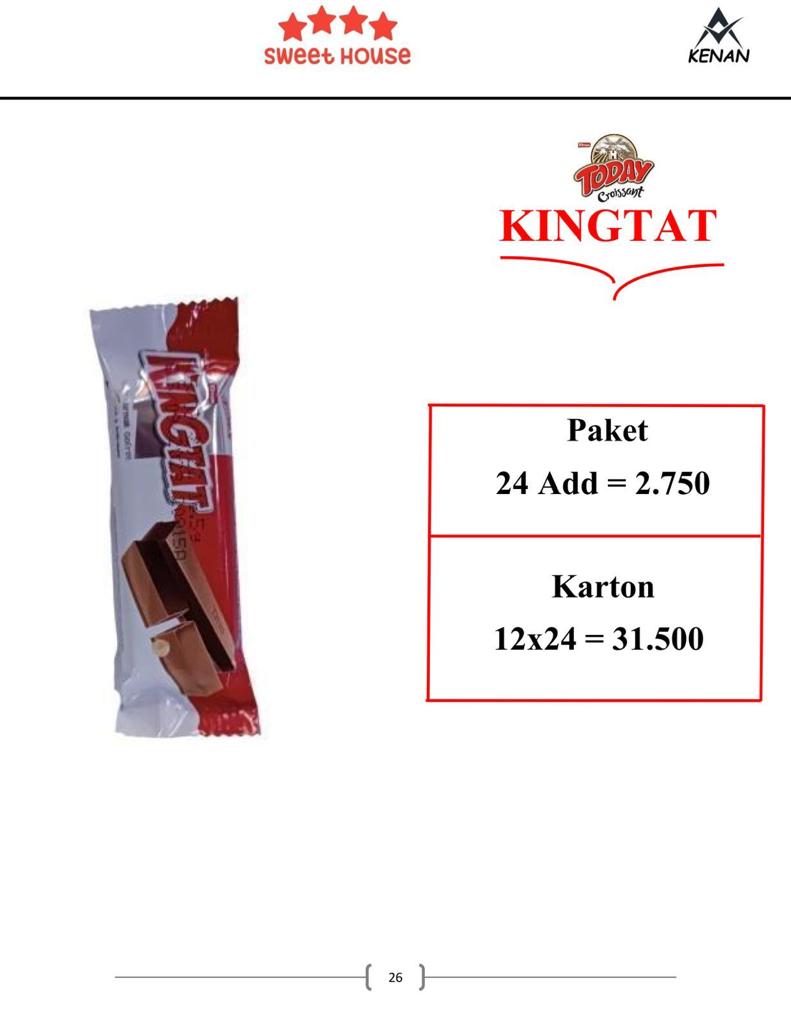 SWeet HOUSe
KENAN
TODAY
Croissant
KINGTAT
KINGTAT
Paket
24 Add = 2.750
Karton
12x24 = 31.500
26